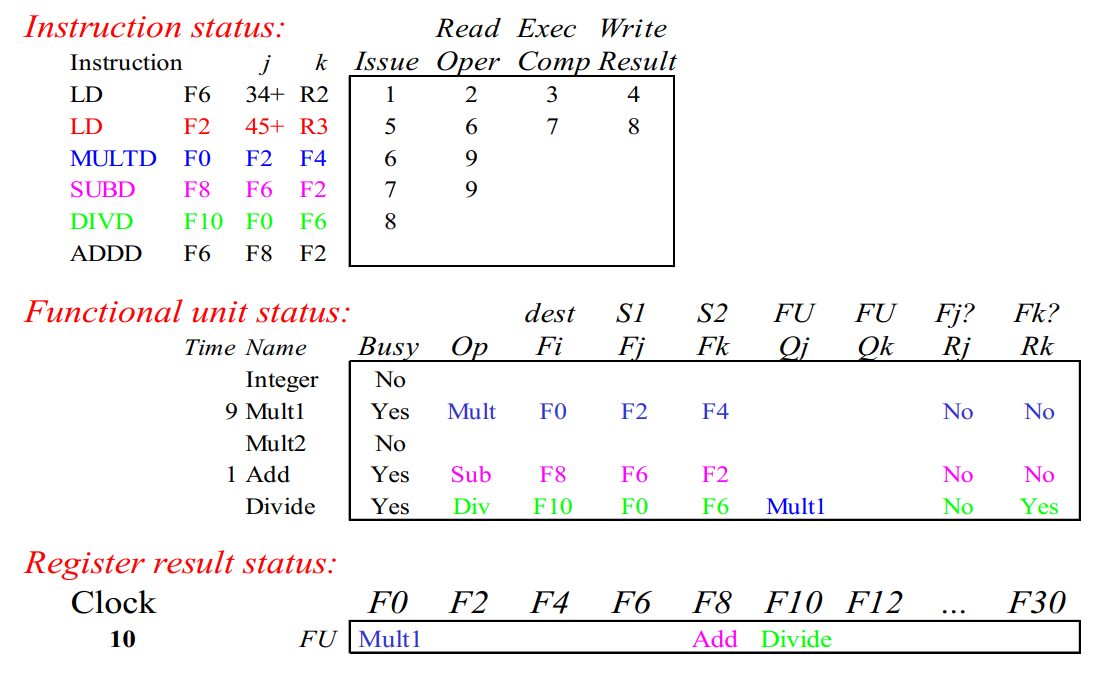 Instruction status: Read Exec Write
Instruction j k Issue Oper Comp Result
LD F6 34+ R2 1 2 3 4
LD F2 45+ R3 5 6 7 8
MULTD F0 F2 F4 6 9
SUBD F8 F6 F2 7 9
DIVD F10 F0 F6 8
ADDD F6 F8 F2
Functional unit status: dest S1 S2 FU FU Fj? Fk?
Time Name Busy Op Fi Fj Fk Qj Qk Rj Rk
Integer No
9 Mult1 Yes Mult F0 F2 F4 No No
Mult2 No
1 Add Yes Sub F8 F6 F2 No No
Divide Yes Div F10 F0 F6 Mult1 No Yes
Register result status:
Clock F0 F2 F4 F6 F8 F10 F12 ... F30
10 FU Mult1 Add Divide